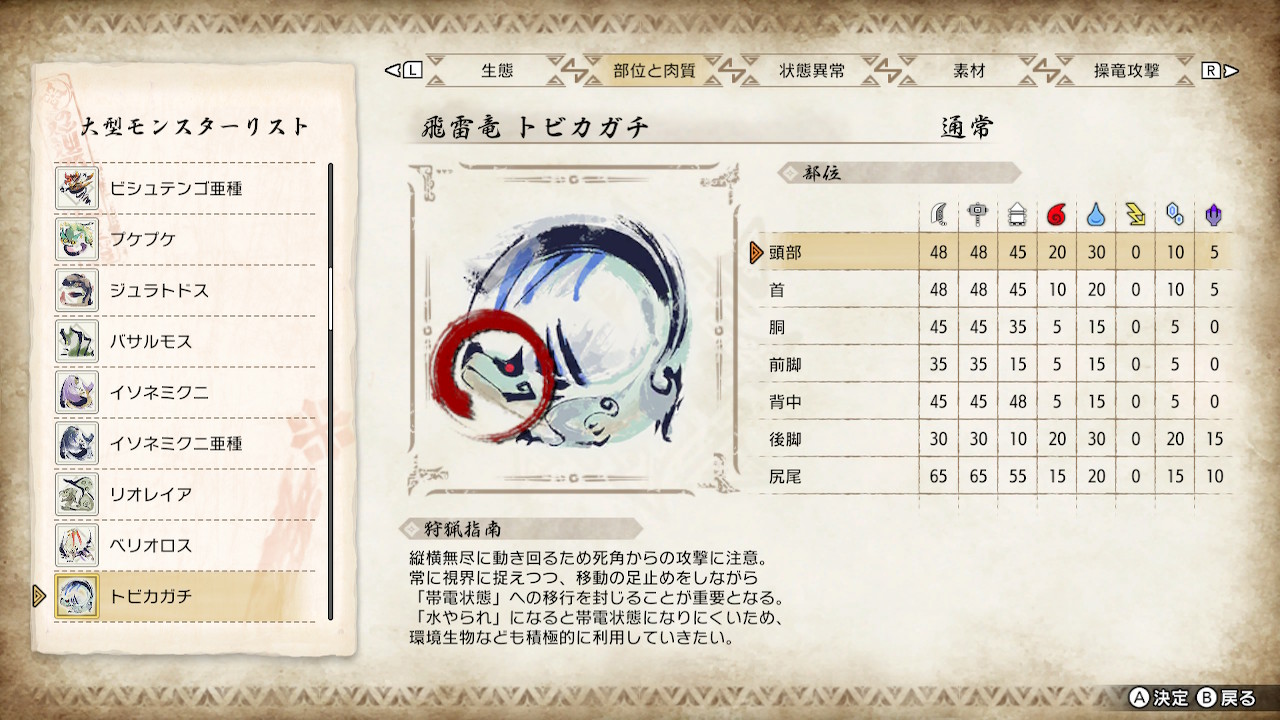 L
生態
部位と肉質
状態異常
素材
操竜攻撃
R
大型モンスターリスト
ビシュテンゴ亜種
プケプケ
ジュラトドス
バサルモス
イソネミクニ
イソネミクニ亜種
リオレイア
ベリオロス
トビカガチ
飛雷竜 トビカガチ
通常
部位
頭部 48 48 45 20 30 0 10 5
首 48 48 45 10 20 0 10 5
胴 45 45 35 5 15 0 5 0
前脚 35 35 15 5 15 0 5 0
背中 45 45 48 5 15 0 5 0
後脚 30 30 10 20 30 0 20 15
尻尾 65 65 55 15 20 0 15 10
狩猟指南
縦横無尽に動き回るため死角からの攻撃に注意。
常に視界に捉えつつ、移動の足止めをしながら
「帯電状態」への移行を封じることが重要となる。
「水やられ」になると帯電状態になりにくいため、
環境生物なども積極的に利用していきたい。
A 決定 B 戻る